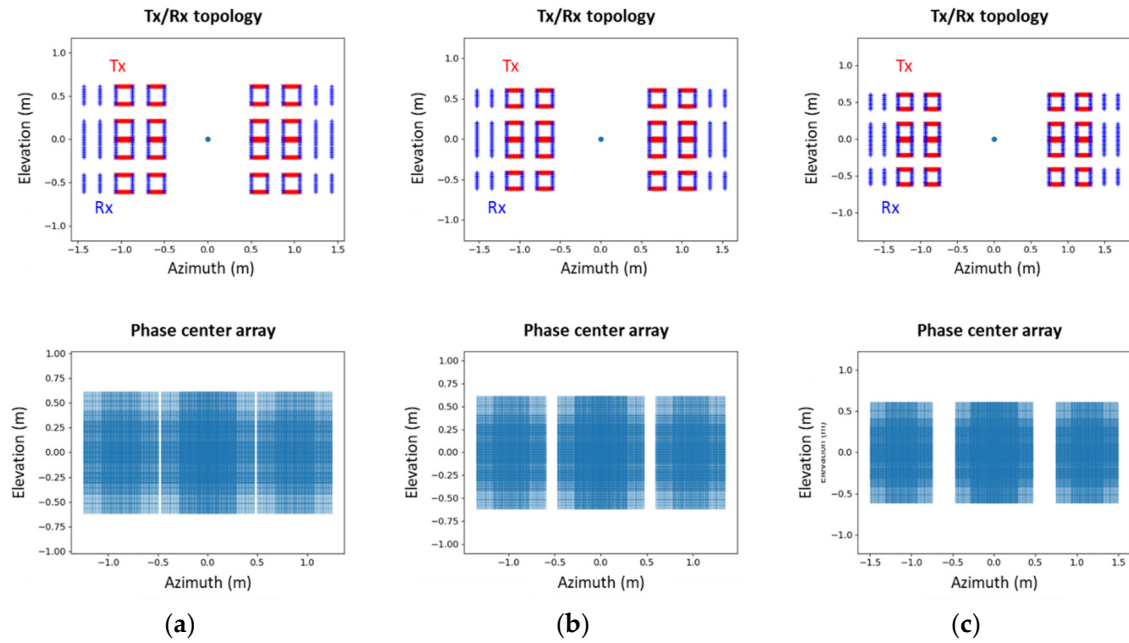 Tx/Rx topology
Tx/Rx topology
Tx/Rx topology
1.0
0.5
0.0
−0.5
−1.0
Elevation (m)
Tx
Rx
−1.5 −1.0 −0.5 0.0 0.5 1.0 1.5
Azimuth (m)
1.0
0.5
0.0
−0.5
−1.0
Elevation (m)
Tx
Rx
−1.5 −1.0 −0.5 0.0 0.5 1.0 1.5
Azimuth (m)
1.0
0.5
0.0
−0.5
−1.0
Elevation (m)
Tx
Rx
−1.5 −1.0 −0.5 0.0 0.5 1.0 1.5
Azimuth (m)
Phase center array
Phase center array
Phase center array
1.00
0.75
0.50
0.25
0.00
−0.25
−0.50
−0.75
−1.00
Elevation (m)
−1.0 −0.5 0.0 0.5 1.0
Azimuth (m)
1.00
0.75
0.50
0.25
0.00
−0.25
−0.50
−0.75
−1.00
Elevation (m)
−1.0 −0.5 0.0 0.5 1.0
Azimuth (m)
1.0
0.5
0.0
−0.5
−1.0
Elevation (m)
Elevation (m)
−1.5 −1.0 −0.5 0.0 0.5 1.0 1.5
Azimuth (m)
(a)
(b)
(c)